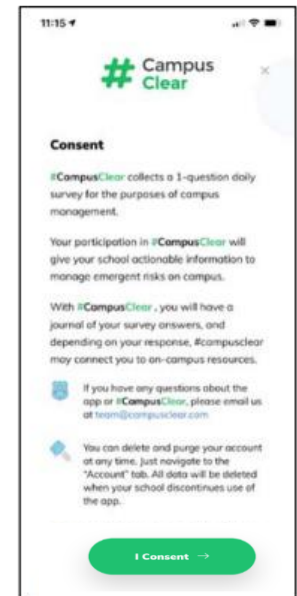 11:15
# Campus
Clear
×
Consent
#CampusClear collects a 1-question daily
survey for the purposes of campus
management.
Your participation in #CampusClear will
give your school actionable information to
manage emergent risks on campus.
With #CampusClear , you will have a
journal of your survey answers, and
depending on your response, #campusclear
may connect you to on-campus resources.
If you have any questions about the
app or #CampusClear, please email us
at team@campusclear.com
You can delete and purge your account
at any time. Just navigate to the
"Account" tab. All data will be deleted
when your school discontinues use of
the app.
I Consent →